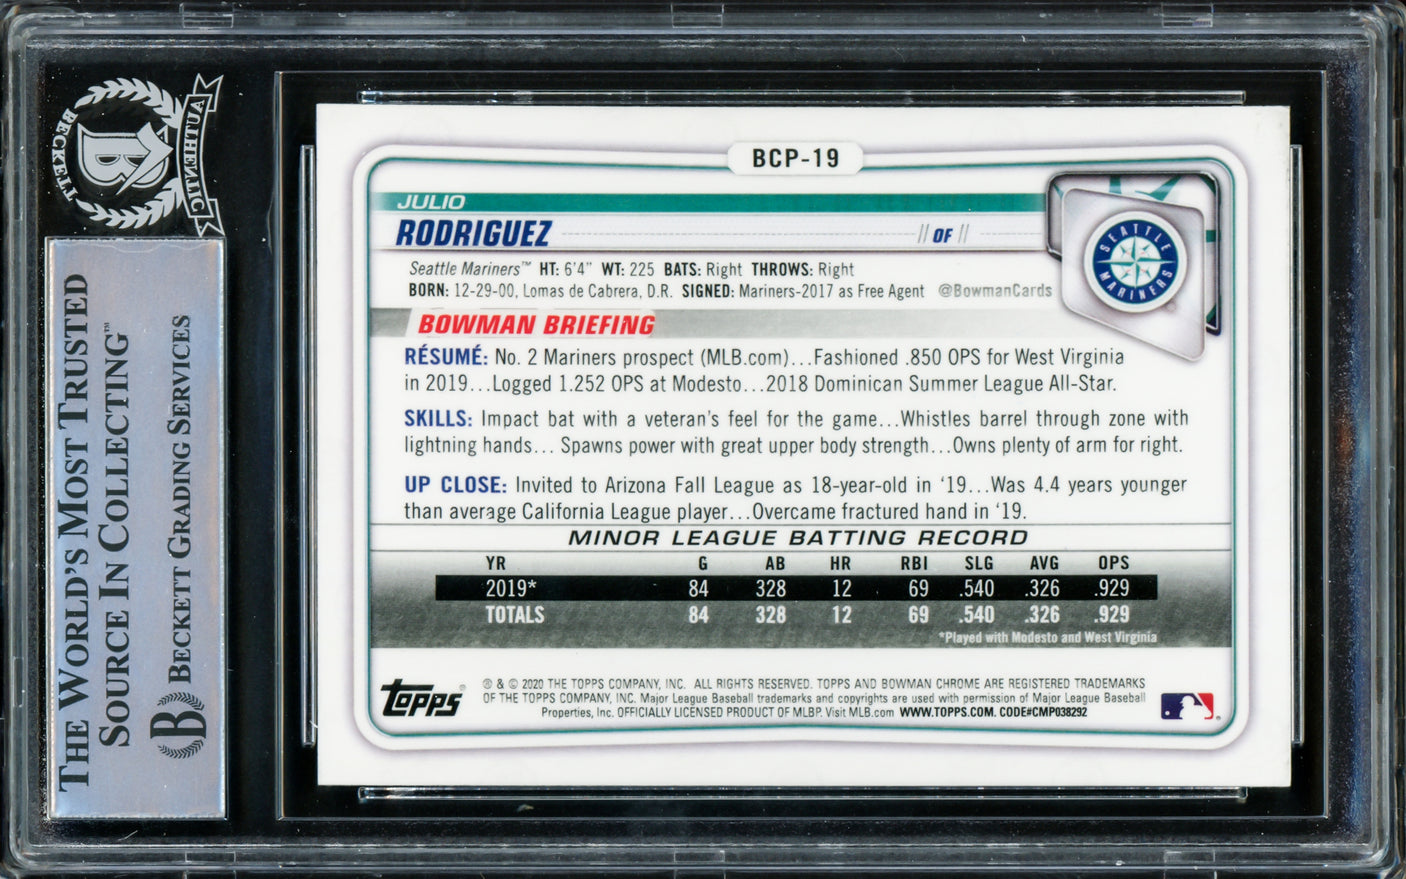 BECKETT
AUTHENTIC
B
THE WORLD'S MOST TRUSTED
SOURCE IN COLLECTING™
BECKETT GRADING SERVICES
B
BCP-19
JULIO
RODRIGUEZ // OF //
SEATTLE
MARINERS
Seattle Mariners™ HT: 6'4" WT: 225 BATS: Right THROWS: Right
BORN: 12-29-00, Lomas de Cabrera, D.R. SIGNED: Mariners-2017 as Free Agent @BowmanCards
BOWMAN BRIEFING
RÉSUMÉ: No. 2 Mariners prospect (MLB.com)...Fashioned .850 OPS for West Virginia
in 2019...Logged 1.252 OPS at Modesto...2018 Dominican Summer League All-Star.
SKILLS: Impact bat with a veteran's feel for the game...Whistles barrel through zone with
lightning hands... Spawns power with great upper body strength...Owns plenty of arm for right.
UP CLOSE: Invited to Arizona Fall League as 18-year-old in '19...Was 4.4 years younger
than average California League player...Overcame fractured hand in '19.
MINOR LEAGUE BATTING RECORD
YR G AB HR RBI SLG AVG OPS
2019* 84 328 12 69 .540 .326 .929
TOTALS 84 328 12 69 .540 .326 .929
*Played with Modesto and West Virginia
topps®
® & © 2020 THE TOPPS COMPANY, INC. ALL RIGHTS RESERVED. TOPPS AND BOWMAN CHROME ARE REGISTERED TRADEMARKS
OF THE TOPPS COMPANY, INC. Major League Baseball trademarks and copyrights are used with permission of Major League Baseball
Properties, Inc. OFFICIALLY LICENSED PRODUCT OF MLBP. Visit MLB.com WWW.TOPPS.COM. CODE#CMP038292